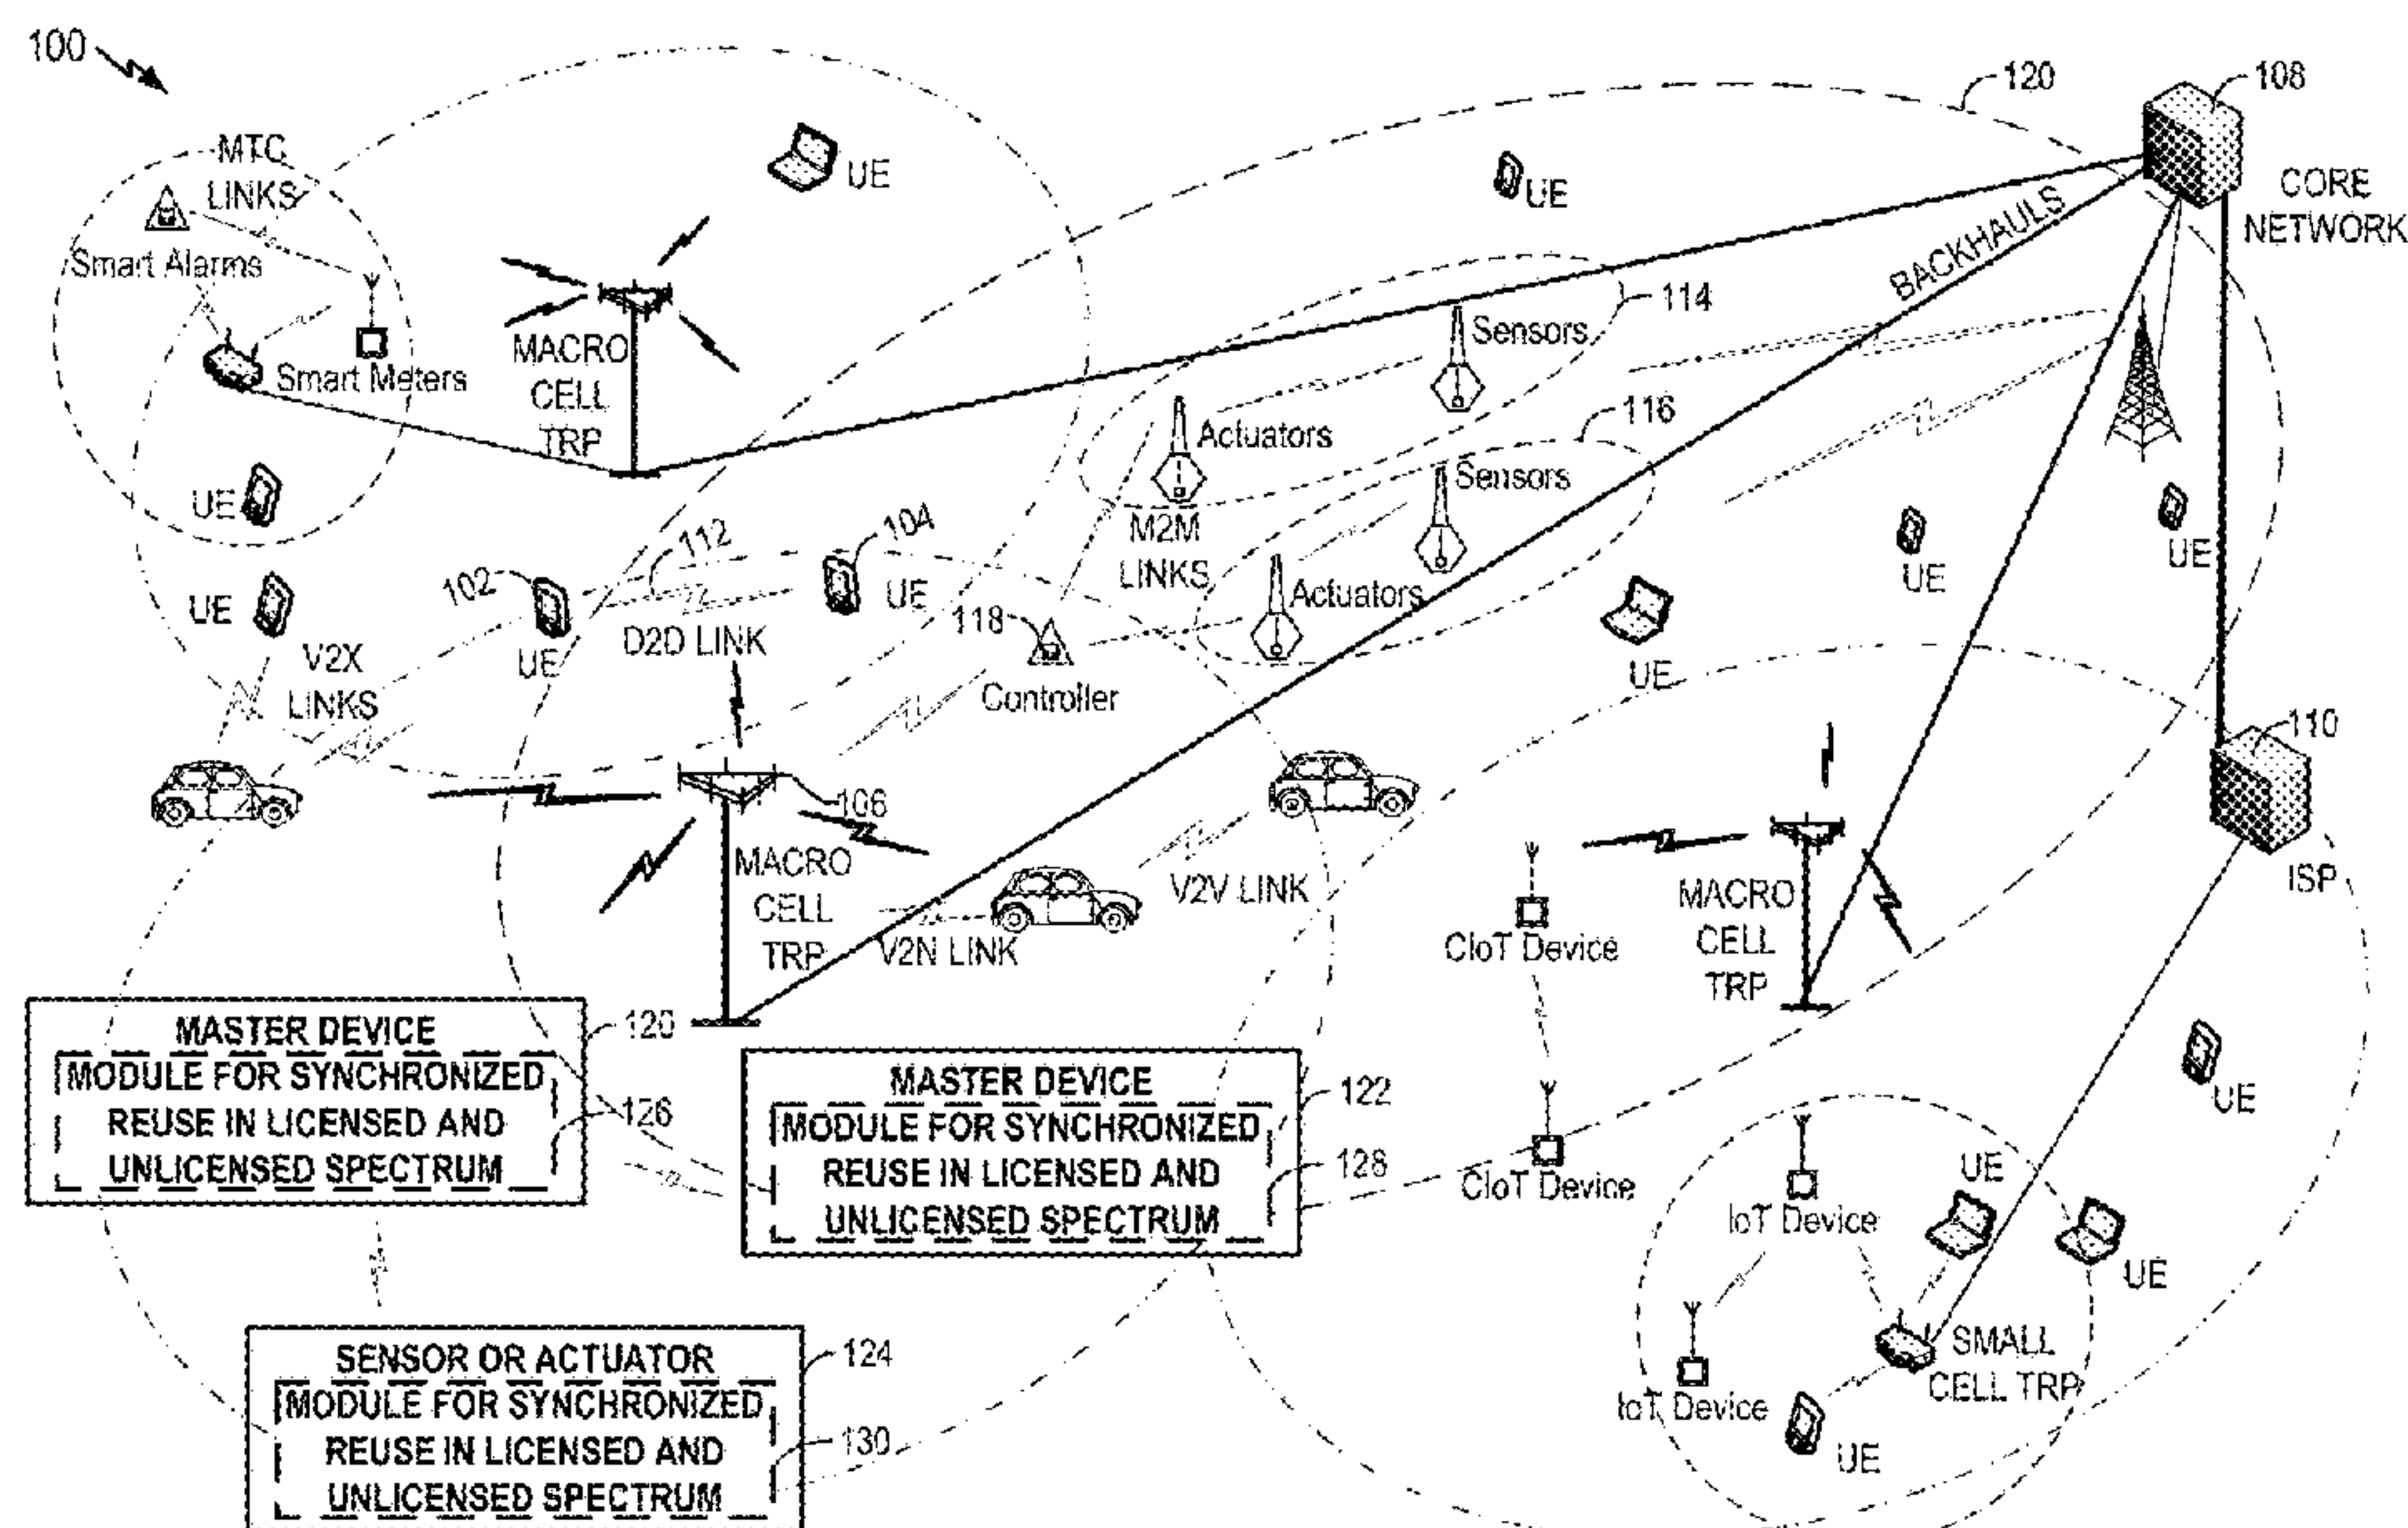 100
120
108
MTC
LINKS
UE
UE
CORE
NETWORK
Smart Alarms
BACKHAULS
114
Sensors
MACRO
CELL
TRP
Smart Meters
116
Actuators
Sensors
UE
M2M
LINKS
112
104
UE
UE
102
UE
UE
D2D LINK
UE
118
Actuators
Controller
UE
V2X
LINKS
110
106
MACRO
CELL
TRP
V2V LINK
V2N LINK
ISP
MACRO
CELL
TRP
CIoT Device
MASTER DEVICE
120
MODULE FOR SYNCHRONIZED
REUSE IN LICENSED AND
UNLICENSED SPECTRUM
126
MASTER DEVICE
122
MODULE FOR SYNCHRONIZED
REUSE IN LICENSED AND
UNLICENSED SPECTRUM
128
CIoT Device
UE
UE
IoT Device
UE
SENSOR OR ACTUATOR
124
MODULE FOR SYNCHRONIZED
REUSE IN LICENSED AND
UNLICENSED SPECTRUM
130
SMALL
CELL TRP
IoT Device
UE